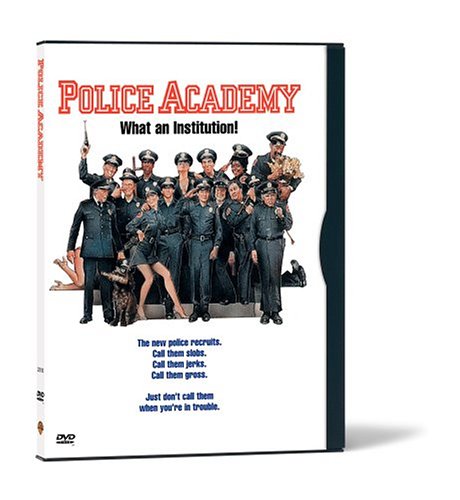 POLICE ACADEMY
What an Institution!
The new police recruits.
Call them slobs.
Call them jerks.
Call them gross.
Just don't call them
when you're in trouble.
DVD
POLICE ACADEMY
DVD